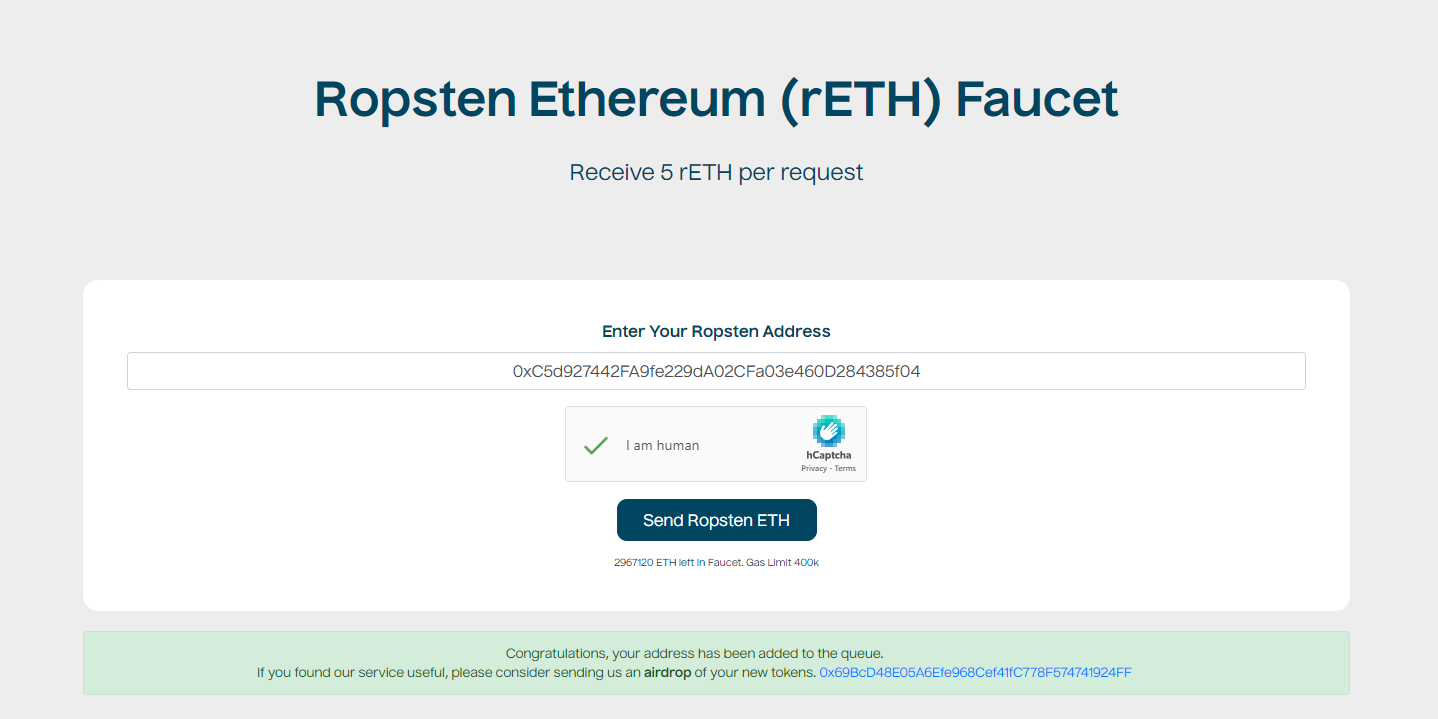 Ropsten Ethereum (rETH) Faucet
Receive 5 rETH per request
Enter Your Ropsten Address
0xC5d927442FA9fe229dA02CFa03e460D284385f04
I am human
hCaptcha
Privacy - Terms
Send Ropsten ETH
2967120 ETH left in Faucet. Gas Limit 400k
Congratulations, your address has been added to the queue.
If you found our service useful, please consider sending us an airdrop of your new tokens. 0x69BcD48E05A6Efe968Cef41fC778F574741924FF